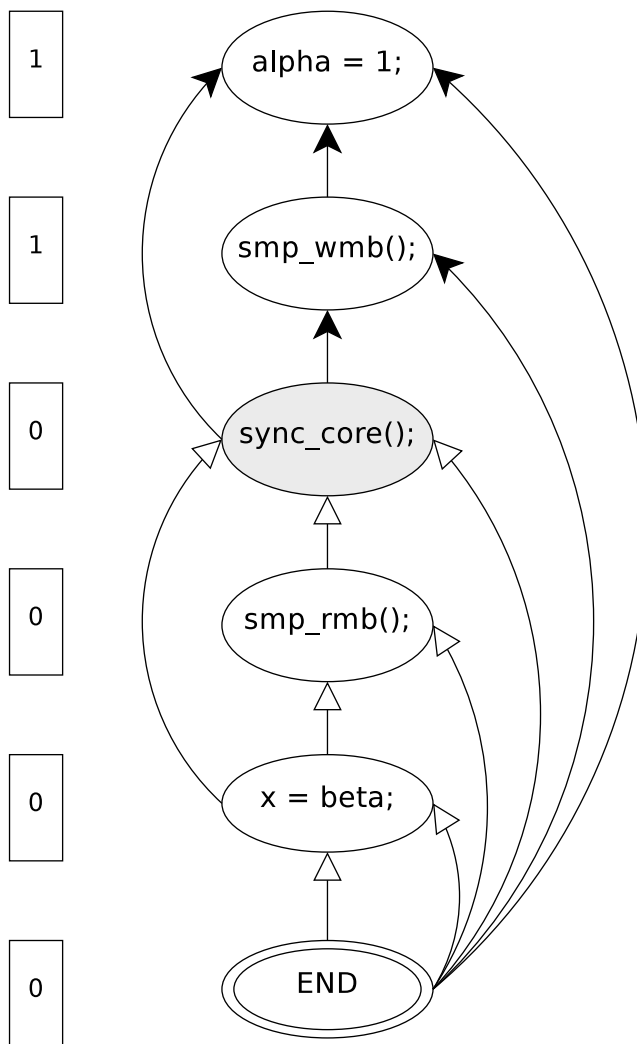 1
alpha = 1;
1
smp_wmb();
0
sync_core();
0
smp_rmb();
0
x = beta;
0
END